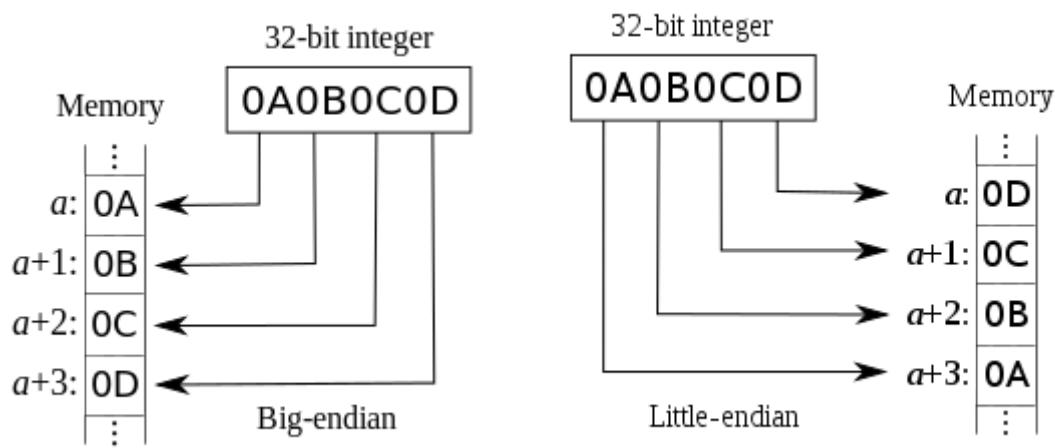 32-bit integer
0A0B0C0D
Memory
⋮
a: 0A
a+1: 0B
a+2: 0C
a+3: 0D
⋮
Big-endian
32-bit integer
0A0B0C0D
Memory
⋮
a: 0D
a+1: 0C
a+2: 0B
a+3: 0A
⋮
Little-endian